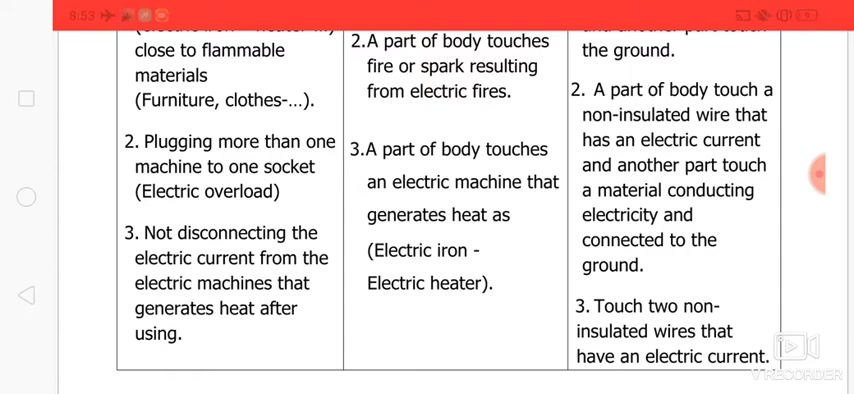 8:53
close to flammable
materials
(Furniture, clothes-...).
2. Plugging more than one
machine to one socket
(Electric overload)
3. Not disconnecting the
electric current from the
electric machines that
generates heat after
using.
2.A part of body touches
fire or spark resulting
from electric fires.
3.A part of body touches
an electric machine that
generates heat as
(Electric iron -
Electric heater).
the ground.
2. A part of body touch a
non-insulated wire that
has an electric current
and another part touch
a material conducting
electricity and
connected to the
ground.
3. Touch two non-
insulated wires that
have an electric current.
V RECORDER